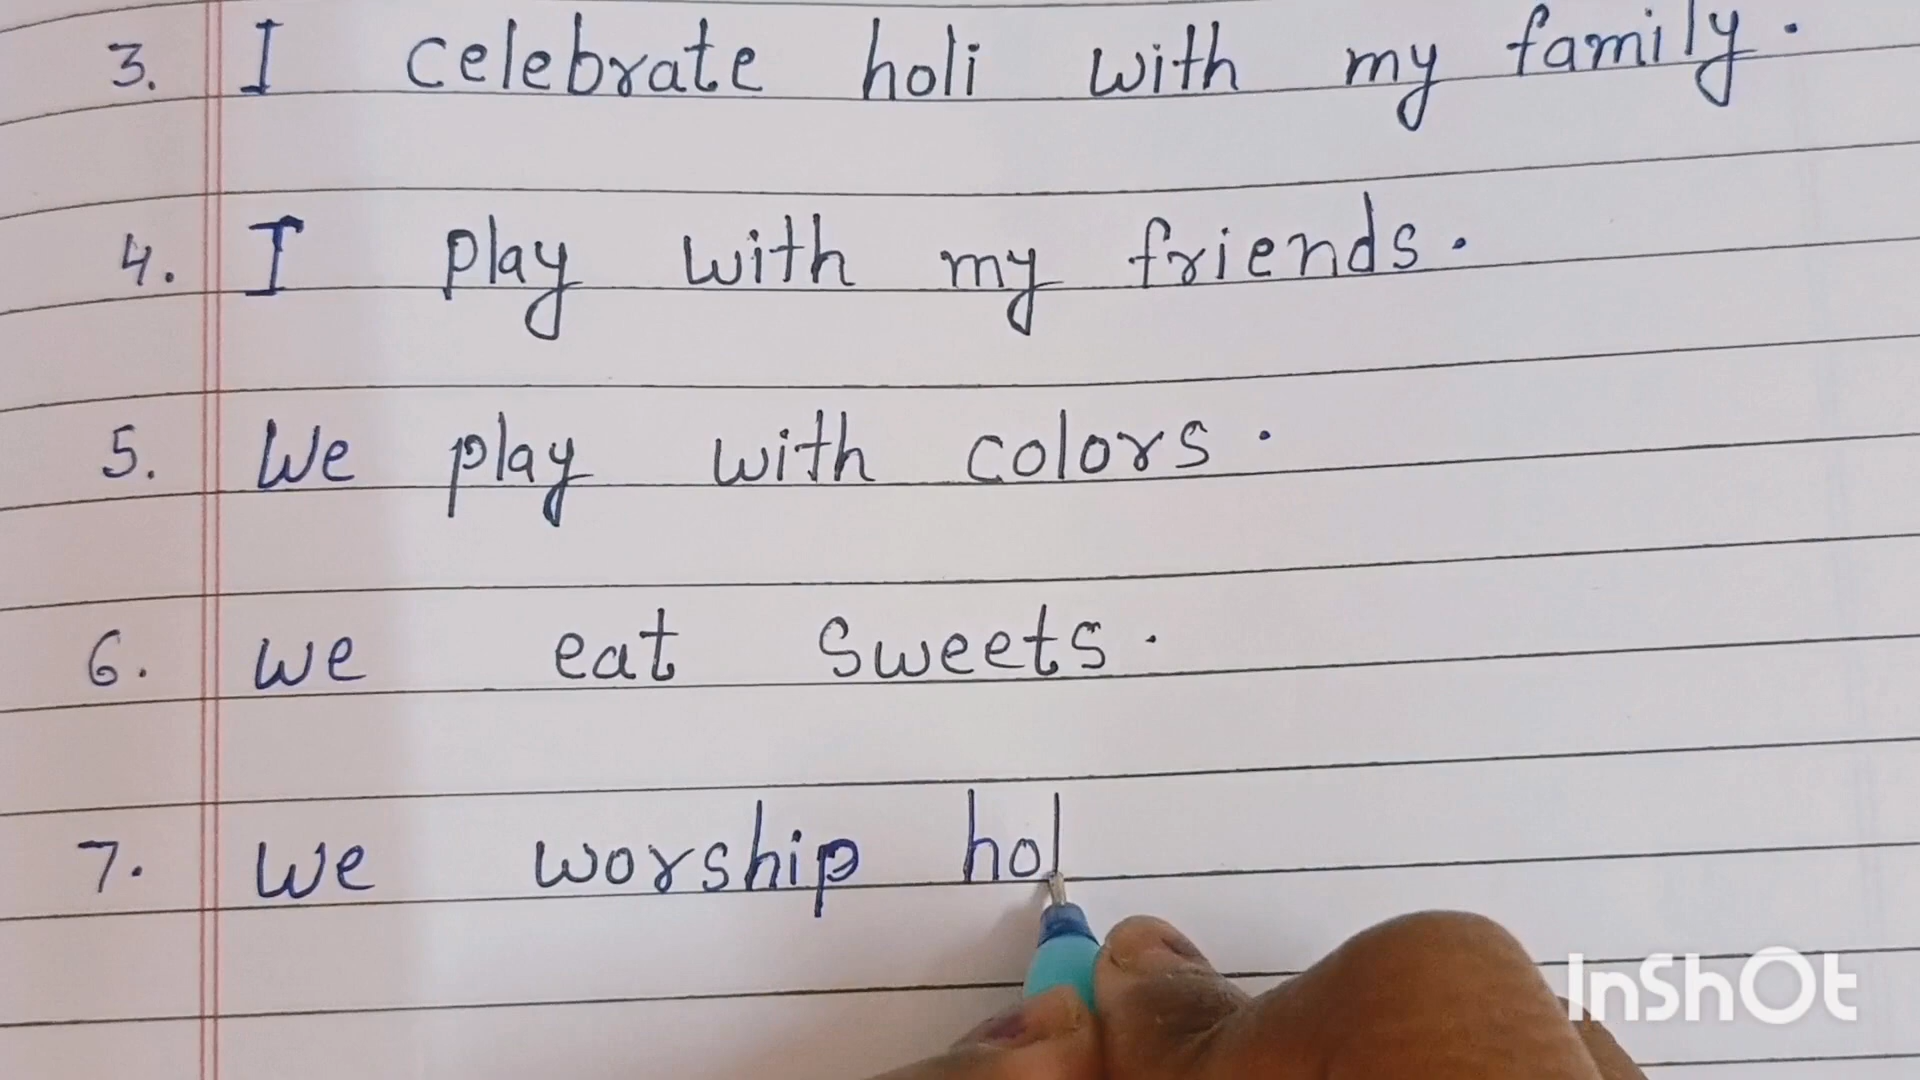 3. I celebrate holi with my family.
4. I play with my friends.
5. We play with colors.
6. we eat sweets.
7. we worship hol
InShOt